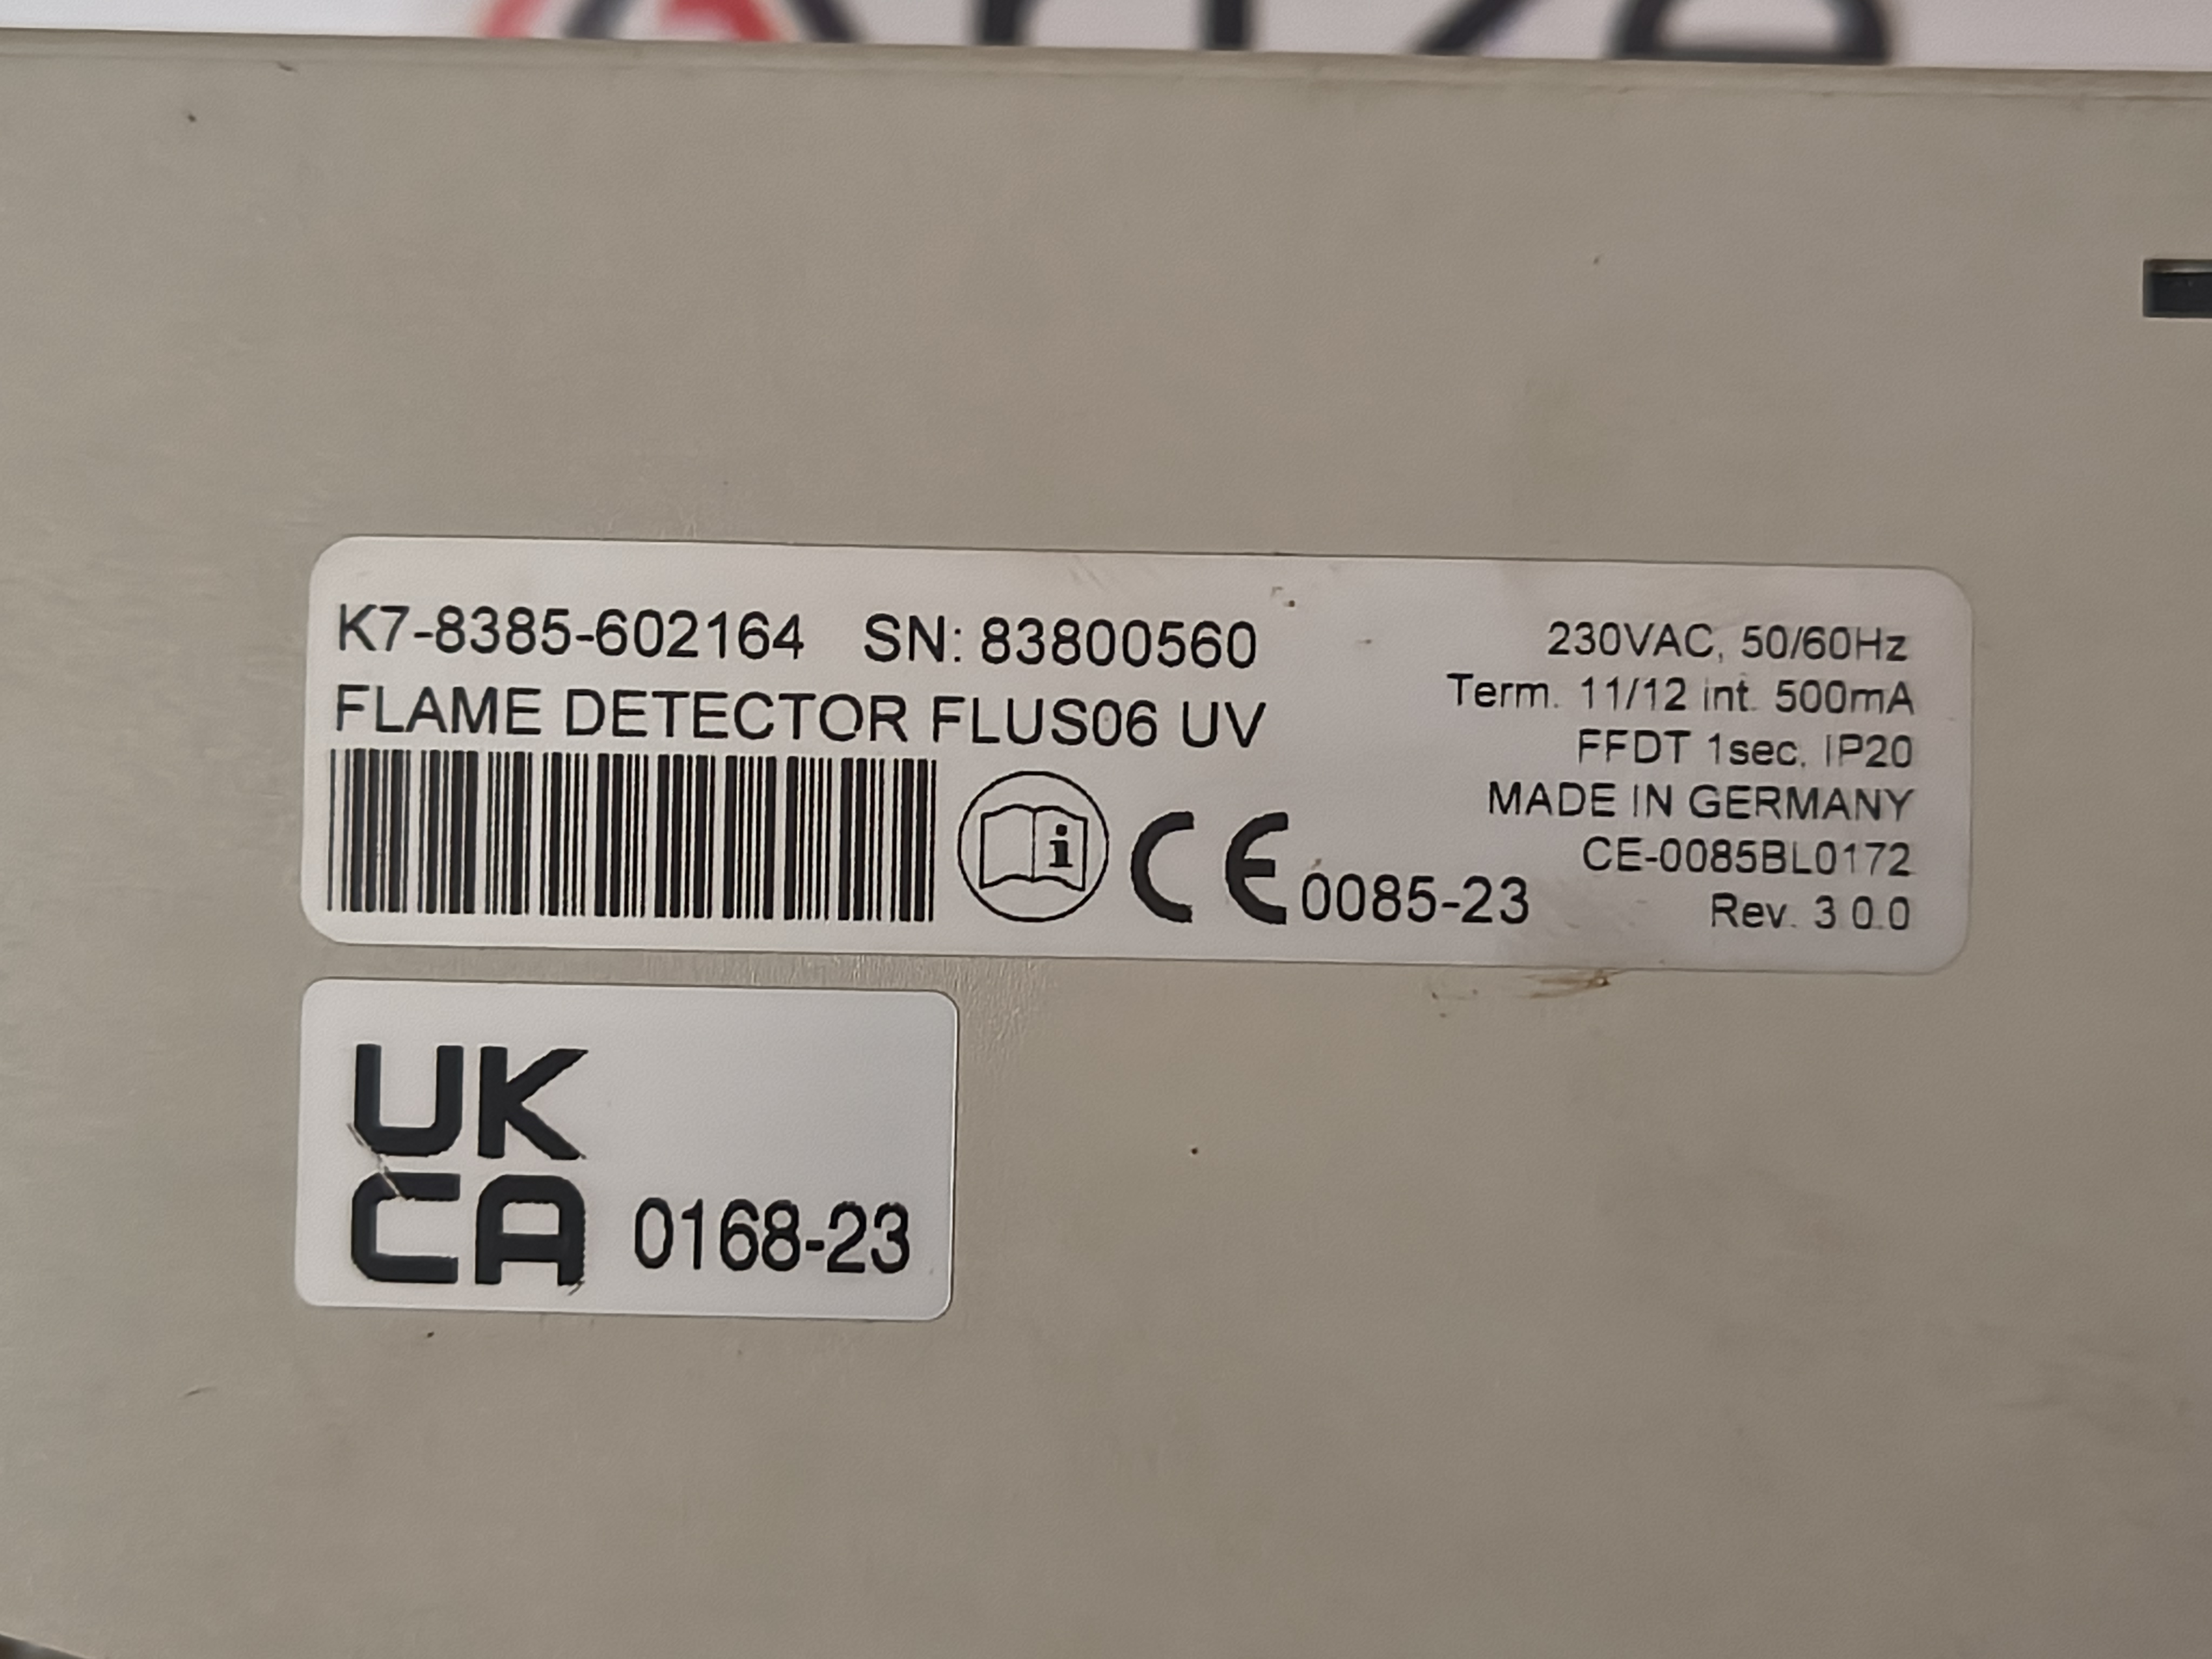 K7-8385-602164 SN: 83800560
FLAME DETECTOR FLUS06 UV
i
CE 0085-23
230VAC, 50/60Hz
Term. 11/12 int. 500mA
FFDT 1sec, IP20
MADE IN GERMANY
CE-0085BL0172
Rev. 3.0.0
UK
CA 0168-23